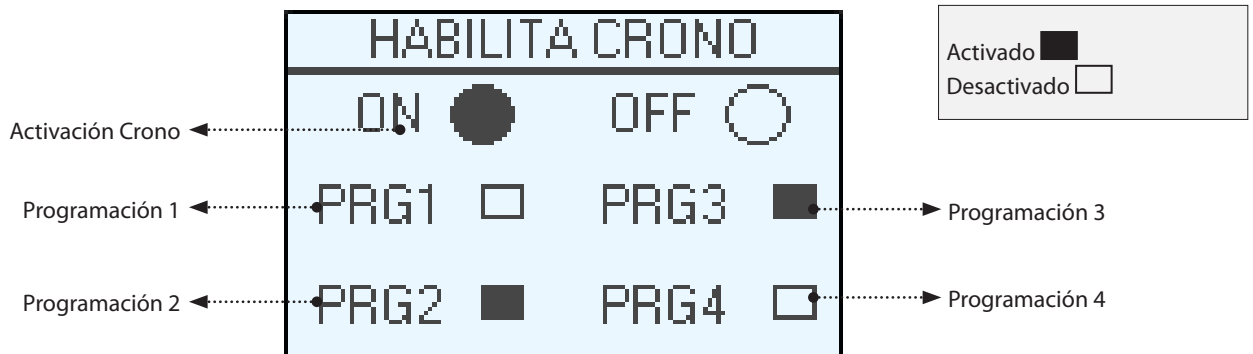 HABILITA CRONO
Activado
Desactivado
ON OFF
Activación Crono
Programación 1
PRG1 PRG3
Programación 3
Programación 2
PRG2 PRG4
Programación 4